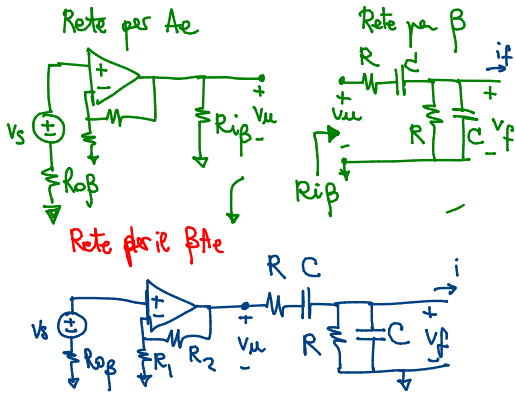 Rete per Ae
Vs
Roβ
Riβ
+
Vu
-
Rete per β
R
C
if
+
Vu
-
R
C
+
Vf
-
Riβ
Rete per il βAe
Vs
Roβ
R1
R2
+
Vu
-
R
C
R
C
i
+
Vf
-